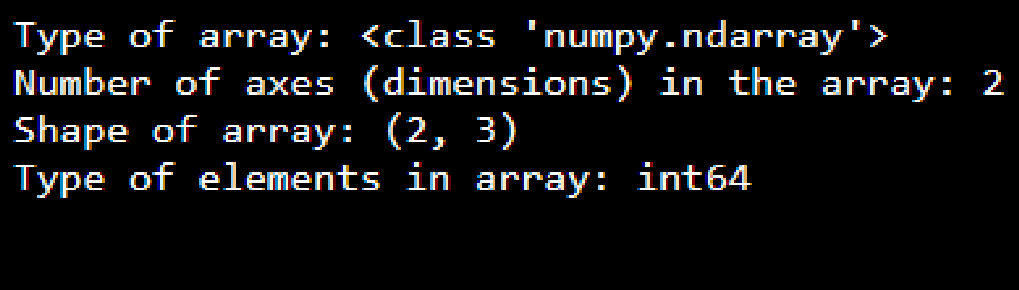 Type of array: <class 'numpy.ndarray'>
Number of axes (dimensions) in the array: 2
Shape of array: (2, 3)
Type of elements in array: int64